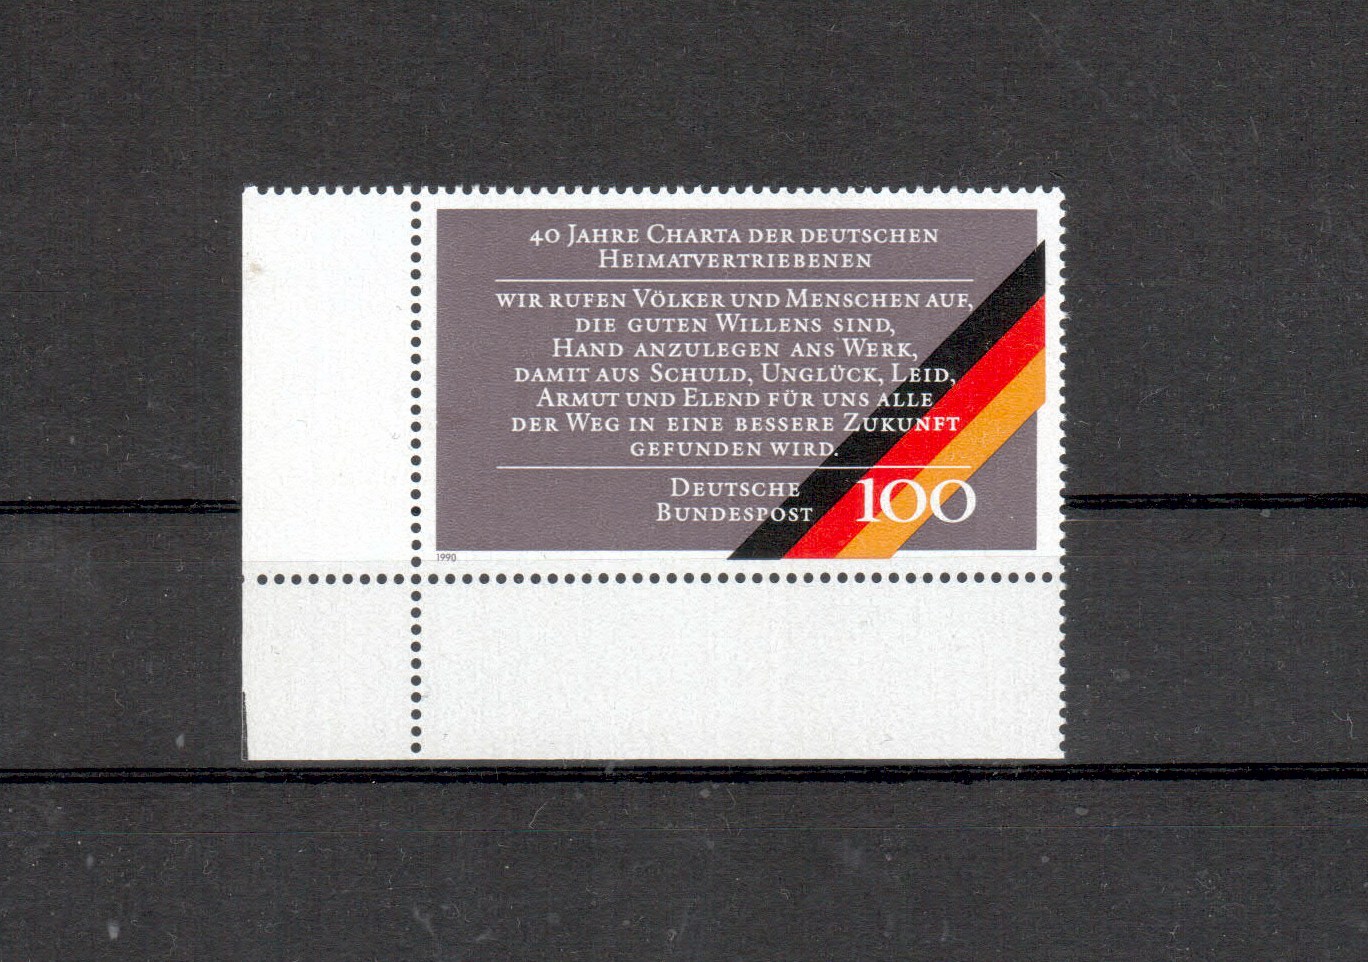 40 Jahre Charta der deutschen
Heimatvertriebenen
wir rufen Völker und Menschen auf,
die guten Willens sind,
Hand anzulegen ans Werk,
damit aus Schuld, Unglück, Leid,
Armut und Elend für uns alle
der Weg in eine bessere Zukunft
gefunden wird.
Deutsche
Bundespost
100
1990